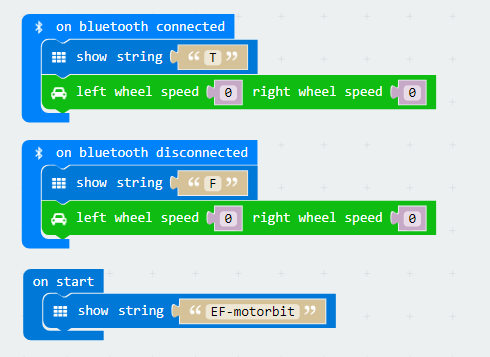 on bluetooth connected
show string “ T ”
left wheel speed 0 right wheel speed 0
on bluetooth disconnected
show string “ F ”
left wheel speed 0 right wheel speed 0
on start
show string “ EF-motorbit ”